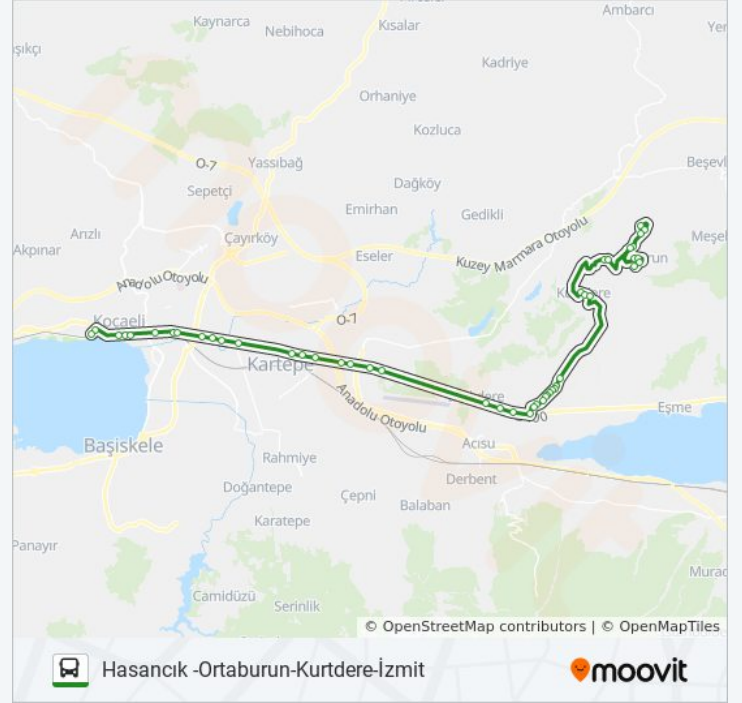 Ambarcı
Kaynarca
Nebihoca
Kısalar
Kadriye
Orhaniye
Kozluca
O-7
Yassıbağ
Sepetçi
Dağköy
Emirhan
Gedikli
Arızlı
Çayırköy
Akpınar
Eseler
Kuzey Marmara Otoyolu
Anadolu Otoyolu
Kocaeli
O-7
Kartepe
Anadolu Otoyolu
Eşme
Başiskele
Acısu
Rahmiye
Derbent
Doğantepe
Çepni
Balaban
Karatepe
Panayır
Camidüzü
Serinlik
© OpenStreetMap contributors | © OpenMapTiles
Hasancık -Ortaburun-Kurtdere-İzmit
moovit